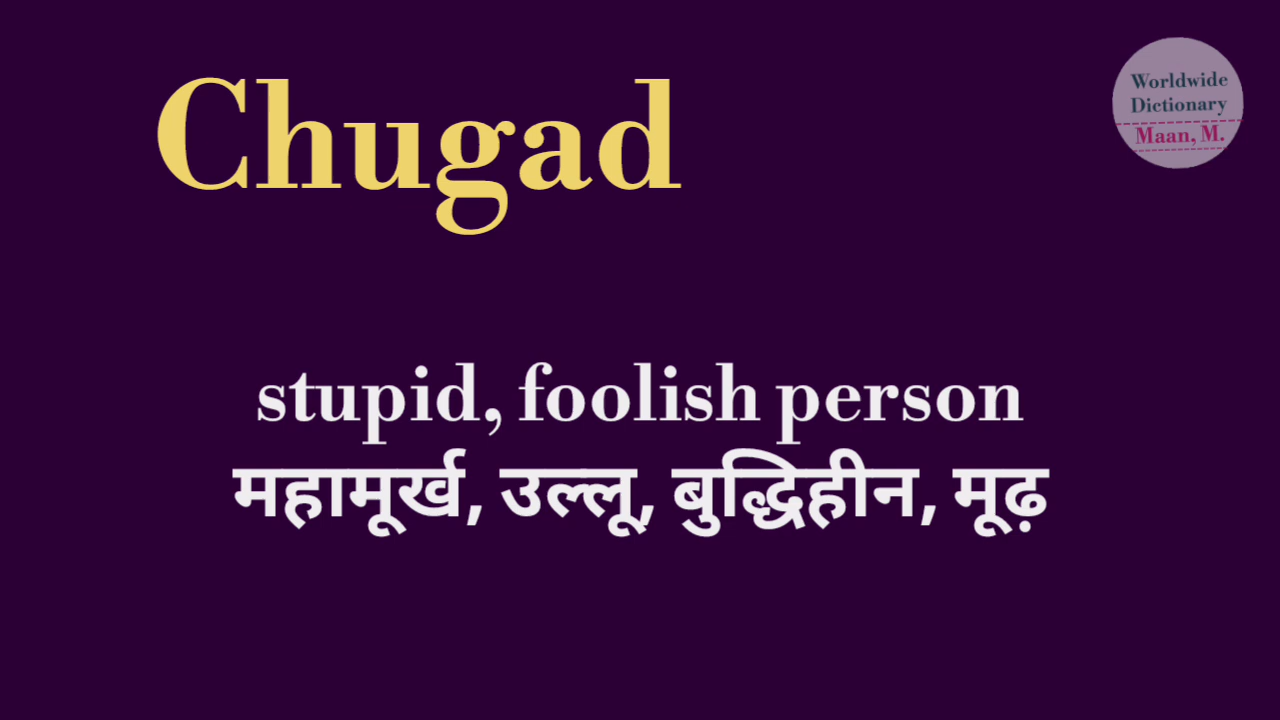 Chugad
Worldwide
Dictionary
Maan, M.
stupid, foolish person
महामूर्ख, उल्लू, बुद्धिहीन, मूढ़